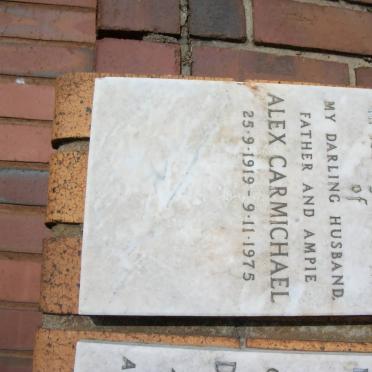 of
MY DARLING HUSBAND,
FATHER AND AMPIE
ALEX CARMICHAEL
25·9·1919 - 9·11·1975